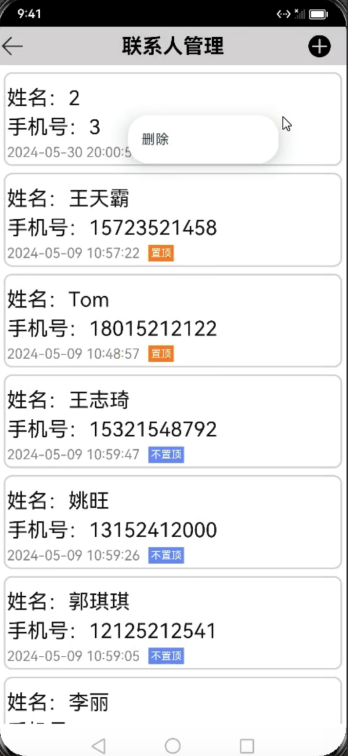 9:41
联系人管理
姓名：2
手机号：3
删除
2024-05-30 20:00:5
姓名：王天霸
手机号：15723521458
2024-05-09 10:57:22 置顶
姓名：Tom
手机号：18015212122
2024-05-09 10:48:57 置顶
姓名：王志琦
手机号：15321548792
2024-05-09 10:59:47 不置顶
姓名：姚旺
手机号：13152412000
2024-05-09 10:59:26 不置顶
姓名：郭琪琪
手机号：12125212541
2024-05-09 10:59:05 不置顶
姓名：李丽